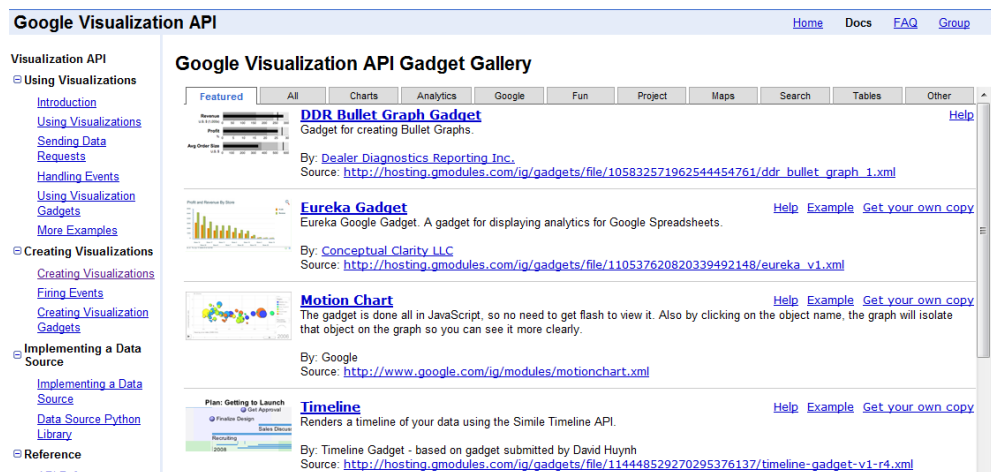 Google Visualization API
Home Docs FAQ Group
Visualization API
Using Visualizations
Introduction
Using Visualizations
Sending Data
Requests
Handling Events
Using Visualization
Gadgets
More Examples
Creating Visualizations
Creating Visualizations
Firing Events
Creating Visualization
Gadgets
Implementing a Data
Source
Implementing a Data
Source
Data Source Python
Library
Reference
Google Visualization API Gadget Gallery
Featured All Charts Analytics Google Fun Project Maps Search Tables Other
Revenue
Profit
Avg Order Size
DDR Bullet Graph Gadget Help
Gadget for creating Bullet Graphs.
By: Dealer Diagnostics Reporting Inc.
Source: http://hosting.gmodules.com/ig/gadgets/file/105832571962544454761/ddr_bullet_graph_1.xml
Profit and Revenue By Store
Eureka Gadget Help Example Get your own copy
Eureka Google Gadget. A gadget for displaying analytics for Google Spreadsheets.
By: Conceptual Clarity LLC
Source: http://hosting.gmodules.com/ig/gadgets/file/110537620820339492148/eureka_v1.xml
Motion Chart Help Example Get your own copy
The gadget is done all in JavaScript, so no need to get flash to view it. Also by clicking on the object name, the graph will isolate
that object on the graph so you can see it more clearly.
By: Google
Source: http://www.google.com/ig/modules/motionchart.xml
Plan: Getting to Launch
Get Approval
Finalize Design
Sales Discus
Recruiting
2008
Timeline Help Example Get your own copy
Renders a timeline of your data using the Simile Timeline API.
By: Timeline Gadget - based on gadget submitted by David Huynh
Source: http://hosting.gmodules.com/ig/gadgets/file/114448529270295376137/timeline-gadget-v1-r4.xml